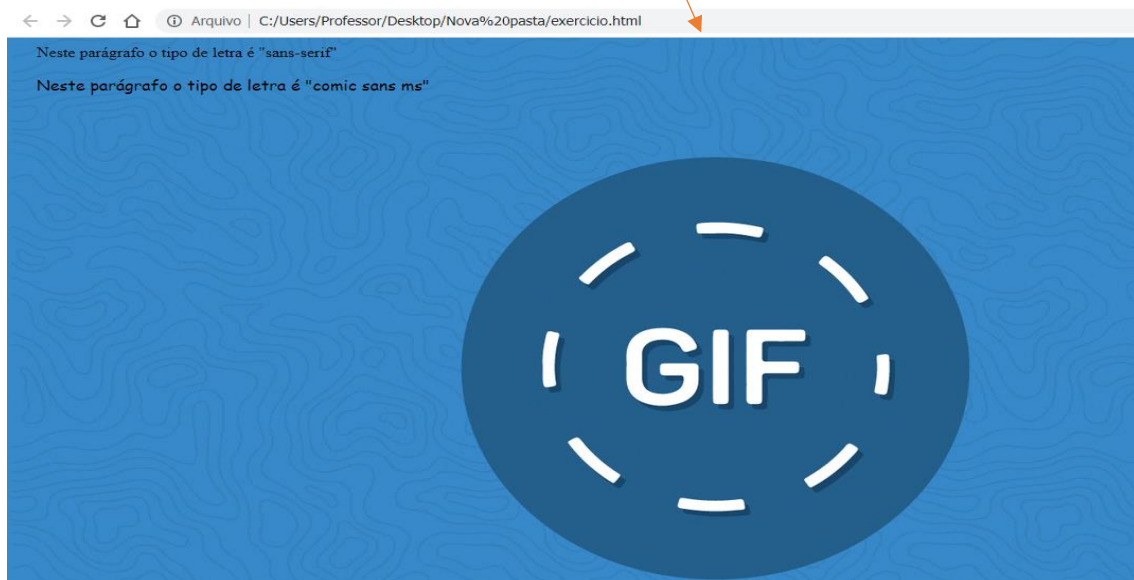 Arquivo | C:/Users/Professor/Desktop/Nova%20pasta/exercicio.html
Neste parágrafo o tipo de letra é "sans-serif"
Neste parágrafo o tipo de letra é "comic sans ms"
GIF